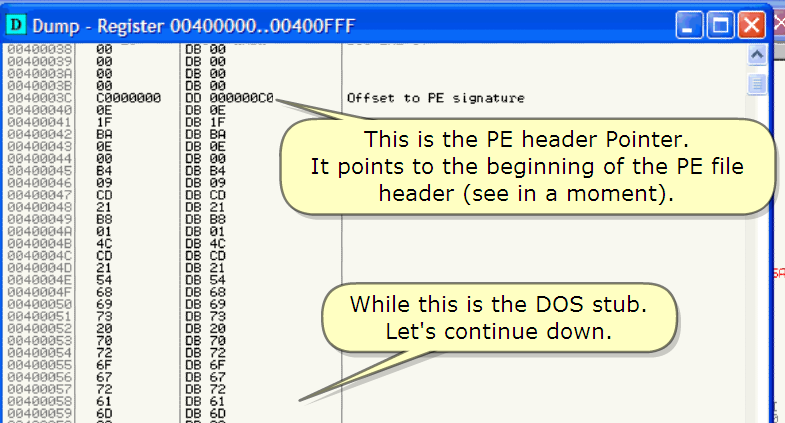 D Dump - Register 00400000..00400FFF
00400038 00 DB 00
00400039 00 DB 00
0040003A 00 DB 00
0040003B 00 DB 00
0040003C C0000000 DD 000000C0 Offset to PE signature
00400040 0E DB 0E
00400041 1F DB 1F
00400042 BA DB BA
00400043 0E DB 0E
00400044 00 DB 00
00400045 B4 DB B4
00400046 09 DB 09
00400047 CD DB CD
00400048 21 DB 21
00400049 B8 DB B8
0040004A 01 DB 01
0040004B 4C DB 4C
0040004C CD DB CD
0040004D 21 DB 21
0040004E 54 DB 54
0040004F 68 DB 68
00400050 69 DB 69
00400051 73 DB 73
00400052 20 DB 20
00400053 70 DB 70
00400054 72 DB 72
00400055 6F DB 6F
00400056 67 DB 67
00400057 72 DB 72
00400058 61 DB 61
00400059 6D DB 6D
This is the PE header Pointer.
It points to the beginning of the PE file
header (see in a moment).
While this is the DOS stub.
Let's continue down.